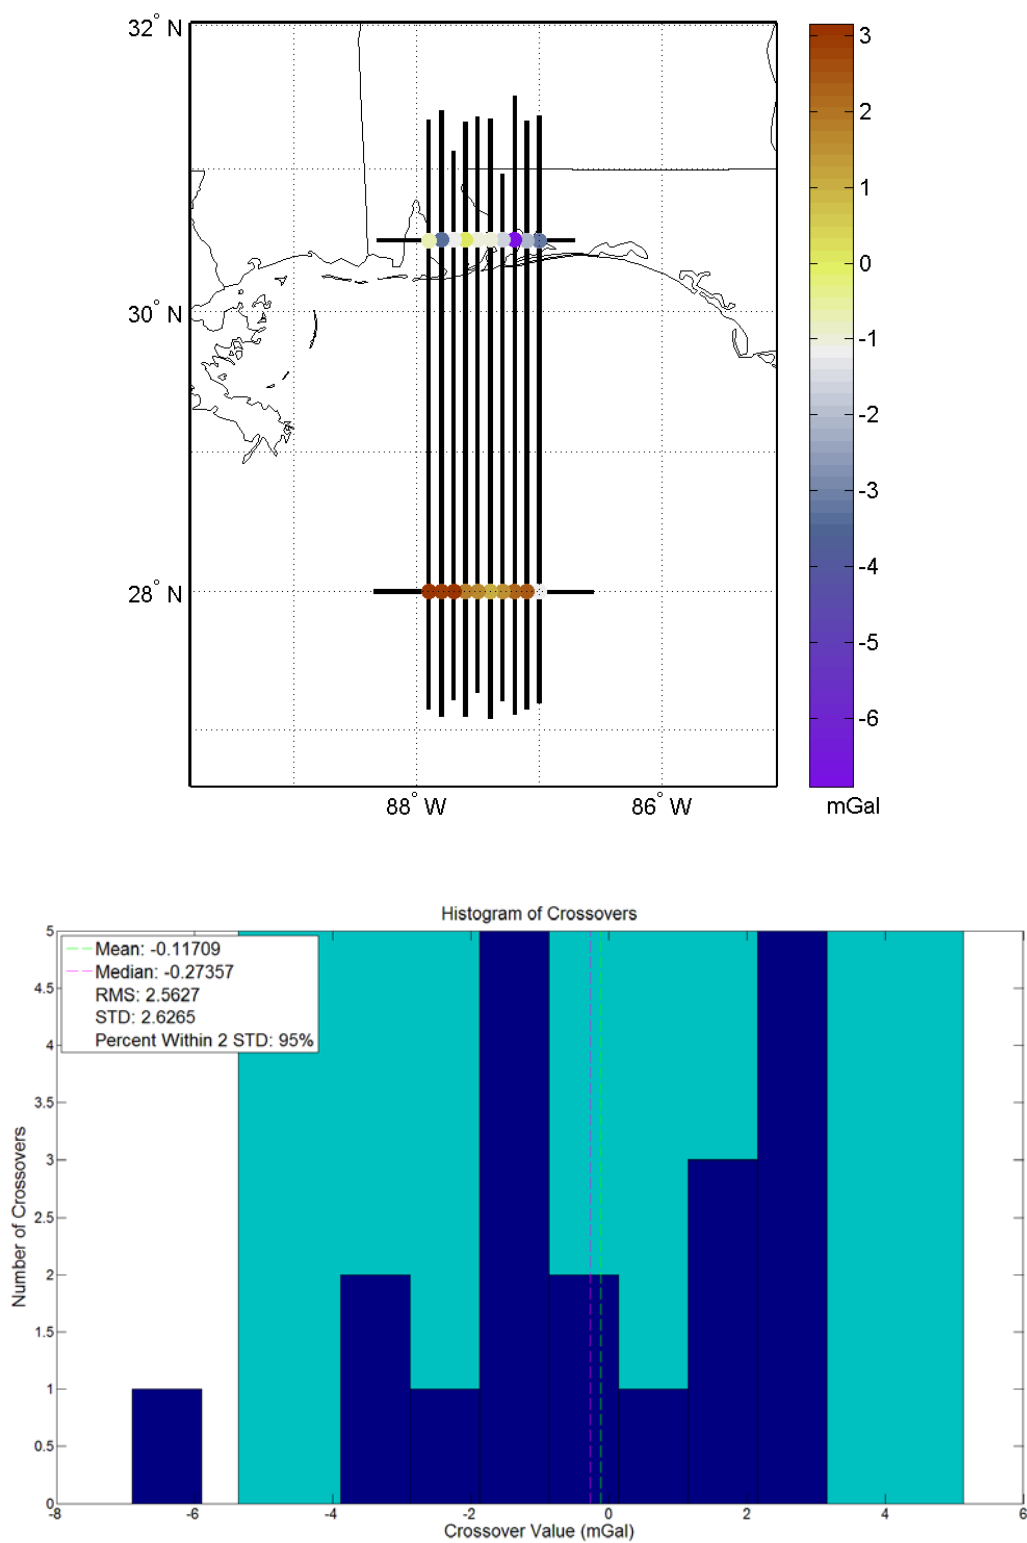 32° N
30° N
28° N
88° W
86° W
3
2
1
0
-1
-2
-3
-4
-5
-6
mGal
Histogram of Crossovers
Mean: -0.11709
Median: -0.27357
RMS: 2.5627
STD: 2.6265
Percent Within 2 STD: 95%
5
4.5
4
3.5
3
2.5
2
1.5
1
0.5
0
Number of Crossovers
-8
-6
-4
-2
0
2
4
6
Crossover Value (mGal)